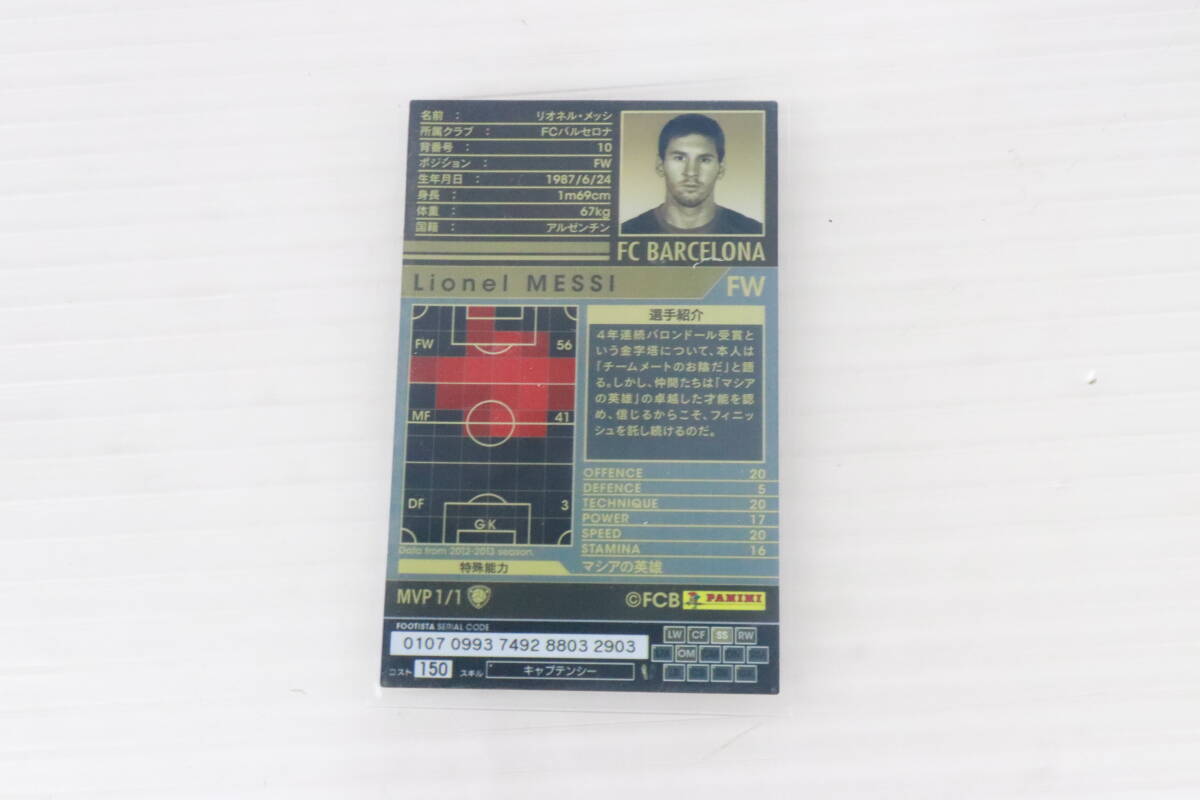 名前 : リオネル・メッシ
所属クラブ : FCバルセロナ
背番号 : 10
ポジション : FW
生年月日 : 1987/6/24
身長 : 1m69cm
体重 : 67kg
国籍 : アルゼンチン
FC BARCELONA
Lionel MESSI FW
FW 56
MF 41
DF 3
GK
Data from 2012-2013 season.
選手紹介
4年連続バロンドール受賞と
いう金字塔について、本人は
「チームメートのお陰だ」と語
る。しかし、仲間たちは「マシア
の英雄」の卓越した才能を認
め、信じるからこそ、フィニッ
シュを託し続けるのだ。
OFFENCE 20
DEFENCE 5
TECHNIQUE 20
POWER 17
SPEED 20
STAMINA 16
特殊能力 マシアの英雄
MVP 1/1
©FCB PANINI
FOOTISTA SERIAL CODE
0107 0993 7492 8803 2903
コスト 150 スキル キャプテンシー
LW CF SS RW
OM